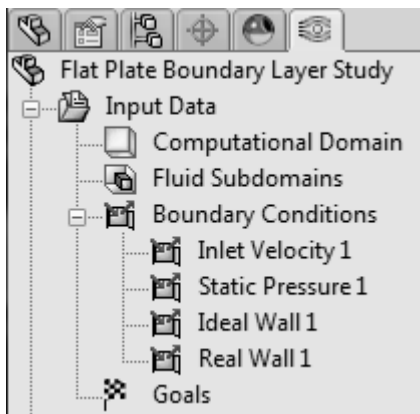 Flat Plate Boundary Layer Study
Input Data
Computational Domain
Fluid Subdomains
Boundary Conditions
Inlet Velocity 1
Static Pressure 1
Ideal Wall 1
Real Wall 1
Goals